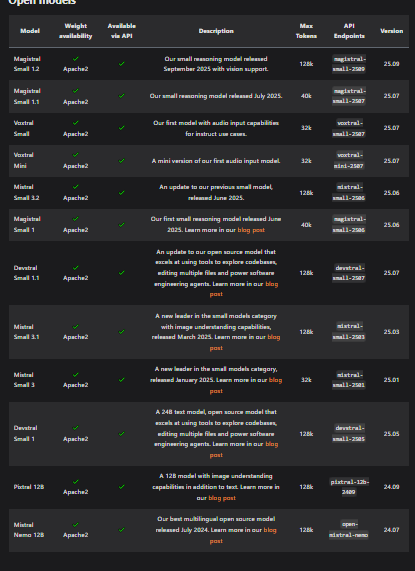 Open models
Model Weight availability Available via API Description Max Tokens API Endpoints Version
Magistral Small 1.2 ✓ Apache2 ✓ Our small reasoning model released September 2025 with vision support. 128k magistral-small-2509 25.09
Magistral Small 1.1 ✓ Apache2 ✓ Our small reasoning model released July 2025. 40k magistral-small-2507 25.07
Voxtral Small ✓ Apache2 ✓ Our first model with audio input capabilities for instruct use cases. 32k voxtral-small-2507 25.07
Voxtral Mini ✓ Apache2 ✓ A mini version of our first audio input model. 32k voxtral-mini-2507 25.07
Mistral Small 3.2 ✓ Apache2 ✓ An update to our previous small model, released June 2025. 128k mistral-small-2506 25.06
Magistral Small 1 ✓ Apache2 ✓ Our first small reasoning model released June 2025. Learn more in our blog post 40k magistral-small-2506 25.06
Devstral Small 1.1 ✓ Apache2 ✓ An update to our open source model that excels at using tools to explore codebases, editing multiple files and power software engineering agents. Learn more in our blog post 128k devstral-small-2507 25.07
Mistral Small 3.1 ✓ Apache2 ✓ A new leader in the small models category with image understanding capabilities, released March 2025. Learn more in our blog post 128k mistral-small-2503 25.03
Mistral Small 3 ✓ Apache2 ✓ A new leader in the small models category, released January 2025. Learn more in our blog post 32k mistral-small-2501 25.01
Devstral Small 1 ✓ Apache2 ✓ A 24B text model, open source model that excels at using tools to explore codebases, editing multiple files and power software engineering agents. Learn more in our blog post 128k devstral-small-2505 25.05
Pixtral 12B ✓ Apache2 ✓ A 12B model with image understanding capabilities in addition to text. Learn more in our blog post 128k pixtral-12b-2409 24.09
Mistral Nemo 12B ✓ Apache2 ✓ Our best multilingual open source model released July 2024. Learn more in our blog post 128k open-mistral-nemo 24.07